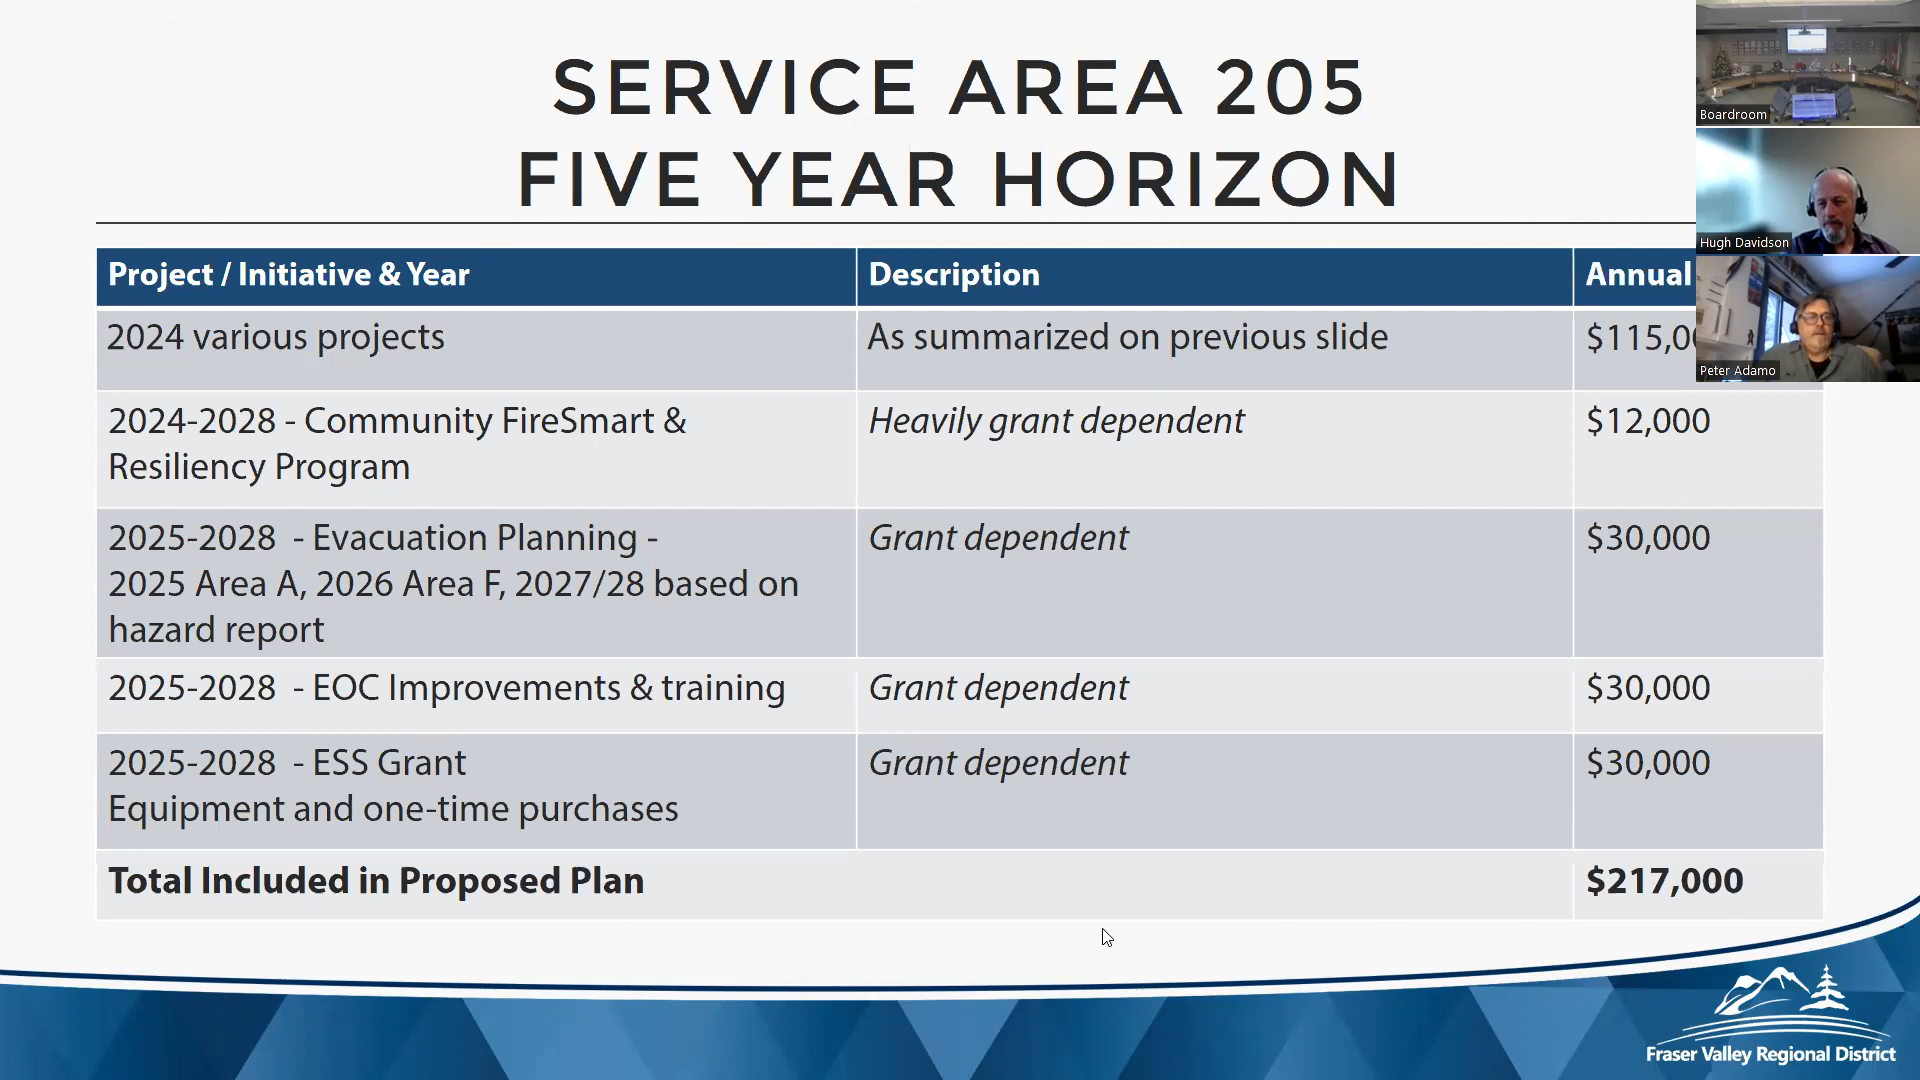 SERVICE AREA 205
FIVE YEAR HORIZON
Project / Initiative & Year
Description
Annual
2024 various projects
As summarized on previous slide
$115,0
2024-2028 - Community FireSmart &
Resiliency Program
Heavily grant dependent
$12,000
2025-2028 - Evacuation Planning -
2025 Area A, 2026 Area F, 2027/28 based on
hazard report
Grant dependent
$30,000
2025-2028 - EOC Improvements & training
Grant dependent
$30,000
2025-2028 - ESS Grant
Equipment and one-time purchases
Grant dependent
$30,000
Total Included in Proposed Plan
$217,000
Boardroom
Hugh Davidson
Peter Adamo
Fraser Valley Regional District